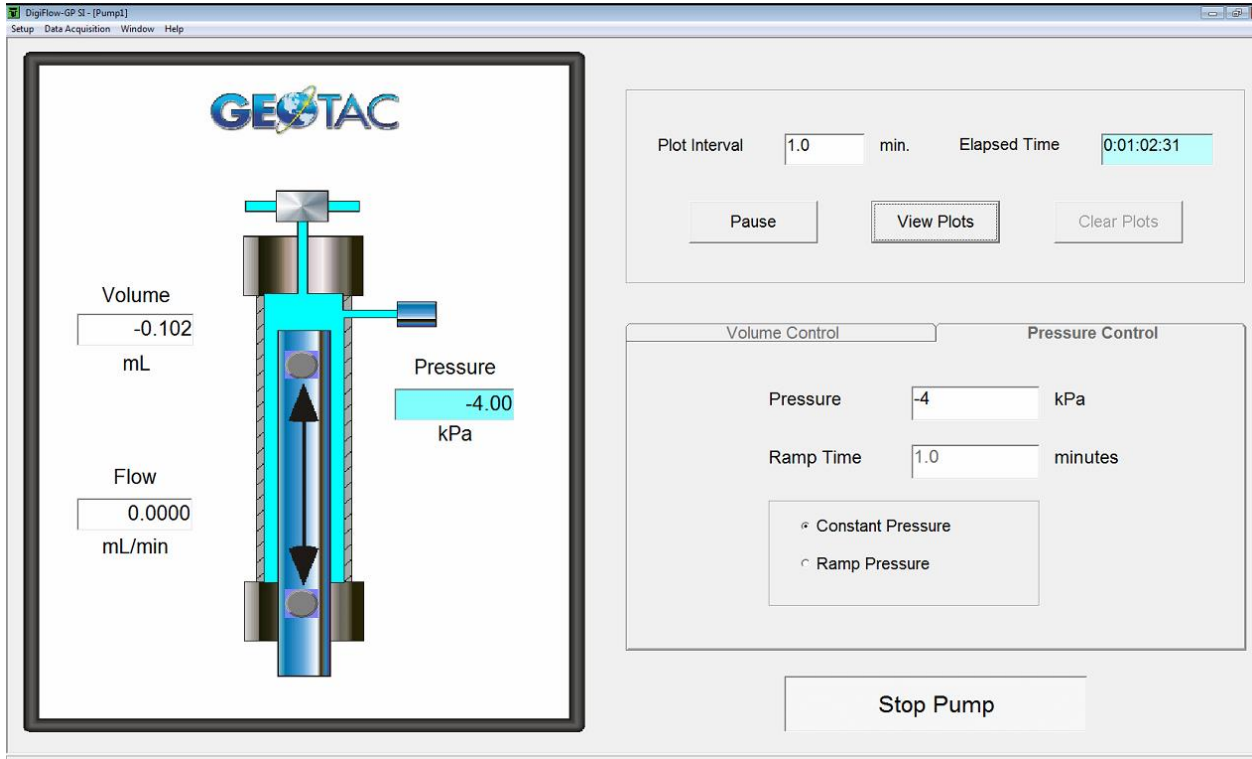 DigiFlow-GP SI - [Pump1]
Setup Data Acquisition Window Help
GEOTAC
Volume
-0.102
mL
Pressure
-4.00
kPa
Flow
0.0000
mL/min
Plot Interval 1.0 min. Elapsed Time 0:01:02:31
Pause View Plots Clear Plots
Volume Control Pressure Control
Pressure -4 kPa
Ramp Time 1.0 minutes
Constant Pressure
Ramp Pressure
Stop Pump